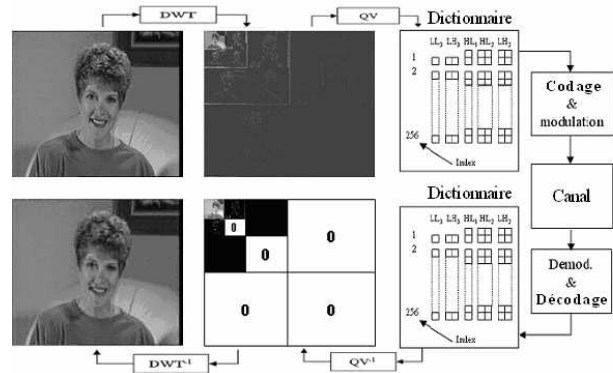 DWT
QV
Dictionnaire
LL3 LH3 HL3 HL2 LH2
1
2
256
Index
Codage
&
modulation
Canal
Demod.
&
Décodage
Dictionnaire
LL3 LH3 HL3 HL2 LH2
1
2
256
Index
0
0
0
0
0
DWT-1
QV-1